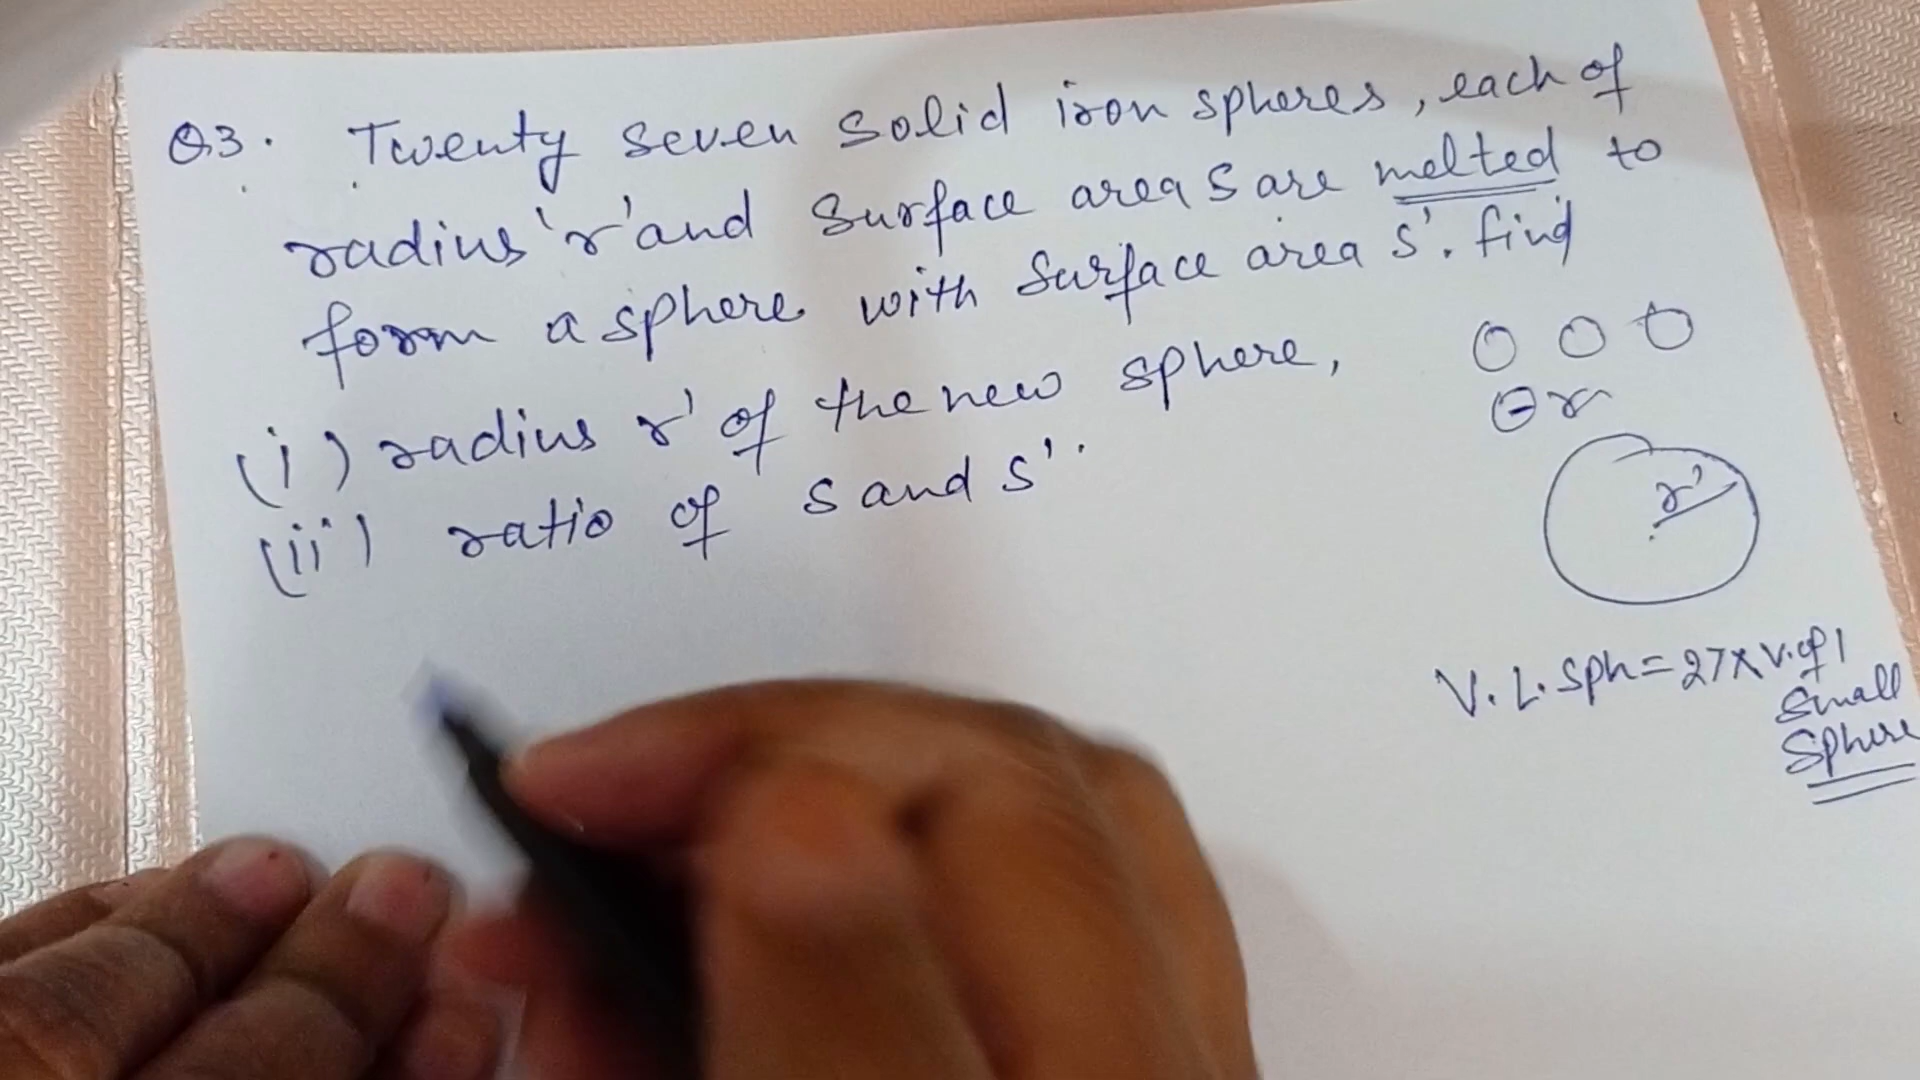 Q3. Twenty seven solid iron spheres, each of
radius 'r' and surface area S are melted to
form a sphere with surface area S'. find
(i) radius r' of the new sphere,
(ii) ratio of S and S'.
r
r'
V. L. Sph = 27 x V. of 1
Small
Sphere